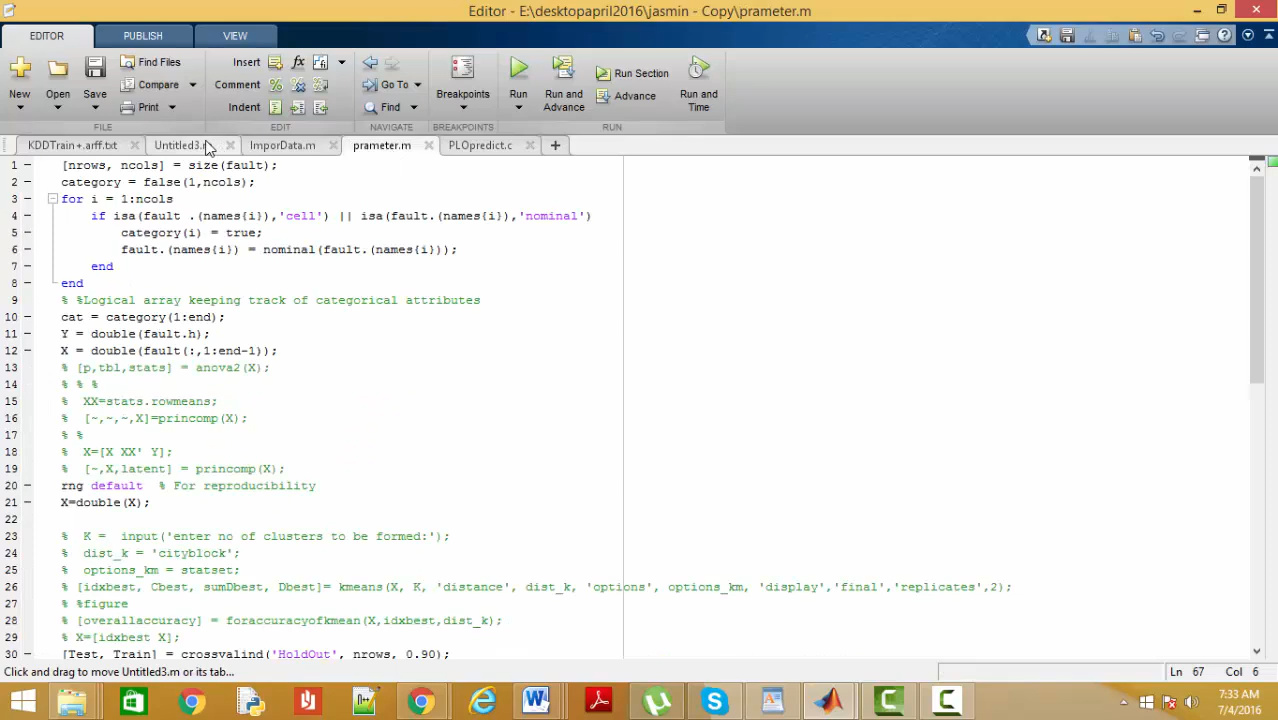 Editor - E:\desktopapril2016\jasmin - Copy\prameter.m
EDITOR PUBLISH VIEW
New Open Save Find Files Compare Print
Insert Comment Indent
Go To Find
Breakpoints
Run Run and Advance Run Section Advance Run and Time
FILE EDIT NAVIGATE BREAKPOINTS RUN
KDDTrain+.arff.txt Untitled3.m ImporData.m prameter.m PLOpredict.c
1 [nrows, ncols] = size(fault);
2 category = false(1,ncols);
3 for i = 1:ncols
4 if isa(fault .(names{i}),'cell') || isa(fault.(names{i}),'nominal')
5 category(i) = true;
6 fault.(names{i}) = nominal(fault.(names{i}));
7 end
8 end
9 % %Logical array keeping track of categorical attributes
10 cat = category(1:end);
11 Y = double(fault.h);
12 X = double(fault(:,1:end-1));
13 % [p,tbl,stats] = anova2(X);
14 % % %
15 % XX=stats.rowmeans;
16 % [~,~,~,X]=princomp(X);
17 % %
18 % X=[X XX' Y];
19 % [~,X,latent] = princomp(X);
20 rng default % For reproducibility
21 X=double(X);
22
23 % K = input('enter no of clusters to be formed:');
24 % dist_k = 'cityblock';
25 % options_km = statset;
26 % [idxbest, Cbest, sumDbest, Dbest]= kmeans(X, K, 'distance', dist_k, 'options', options_km, 'display','final','replicates',2);
27 % %figure
28 % [overallaccuracy] = foraccuracyofkmean(X,idxbest,dist_k);
29 % X=[idxbest X];
30 [Test, Train] = crossvalind('HoldOut', nrows, 0.90);
Click and drag to move Untitled3.m or its tab... Ln 67 Col 6
7:33 AM
7/4/2016